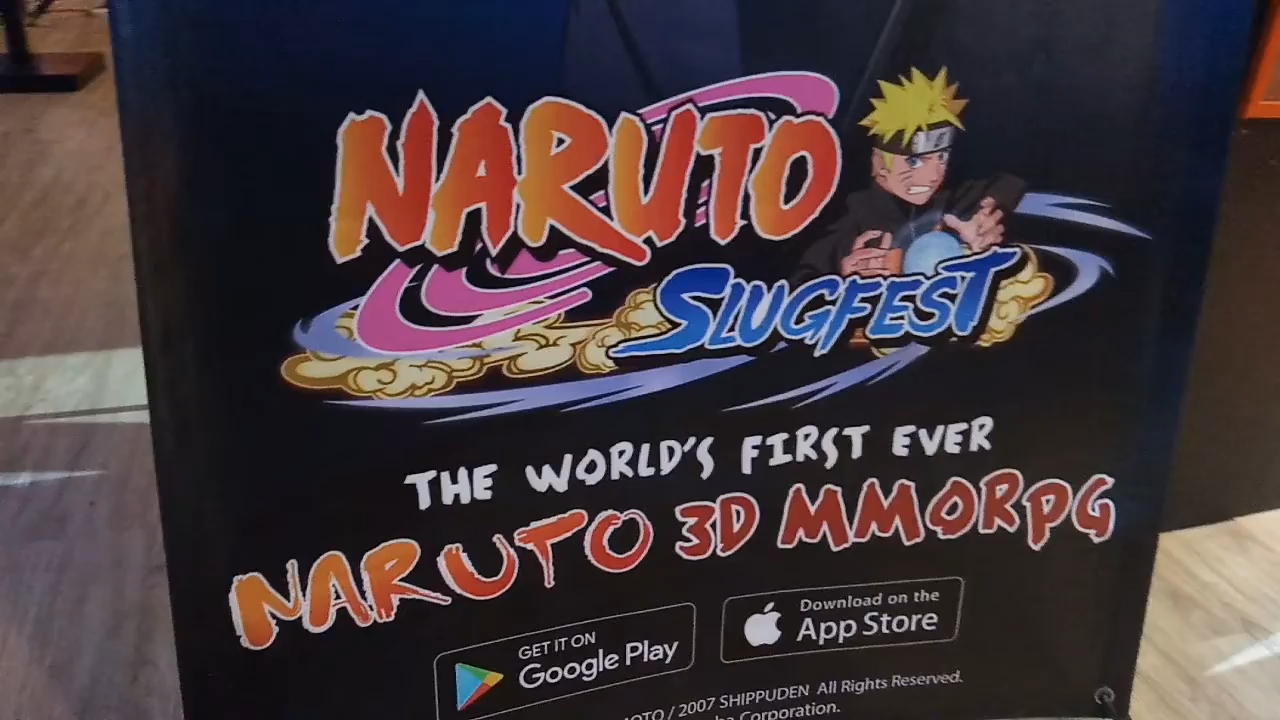 NARUTO
SLUGFEST
THE WORLD'S FIRST EVER
NARUTO 3D MMORPG
GET IT ON
Google Play
Download on the
App Store
/ 2007 SHIPPUDEN All Rights Reserved.
Corporation.